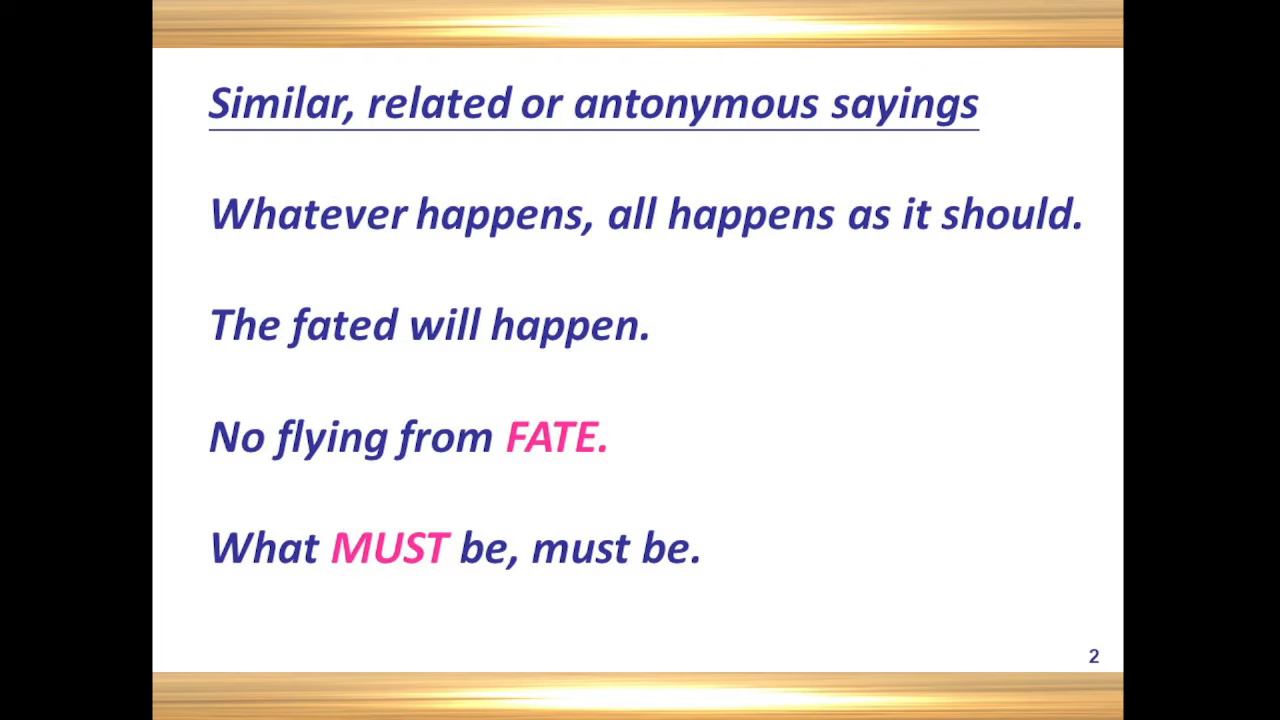 Similar, related or antonymous sayings
Whatever happens, all happens as it should.
The fated will happen.
No flying from FATE.
What MUST be, must be.
2